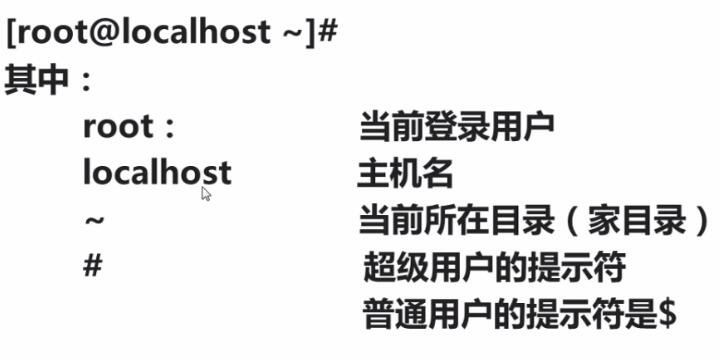 [root@localhost ~]#
其中：
root： 当前登录用户
localhost 主机名
~ 当前所在目录（家目录）
# 超级用户的提示符
普通用户的提示符是$